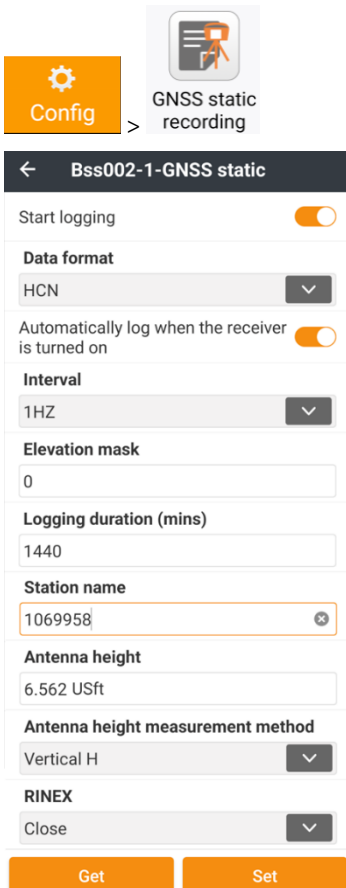 Config
>
GNSS static
recording
Bss002-1-GNSS static
Start logging
Data format
HCN
Automatically log when the receiver
is turned on
Interval
1HZ
Elevation mask
0
Logging duration (mins)
1440
Station name
1069958
Antenna height
6.562 USft
Antenna height measurement method
Vertical H
RINEX
Close
Get
Set